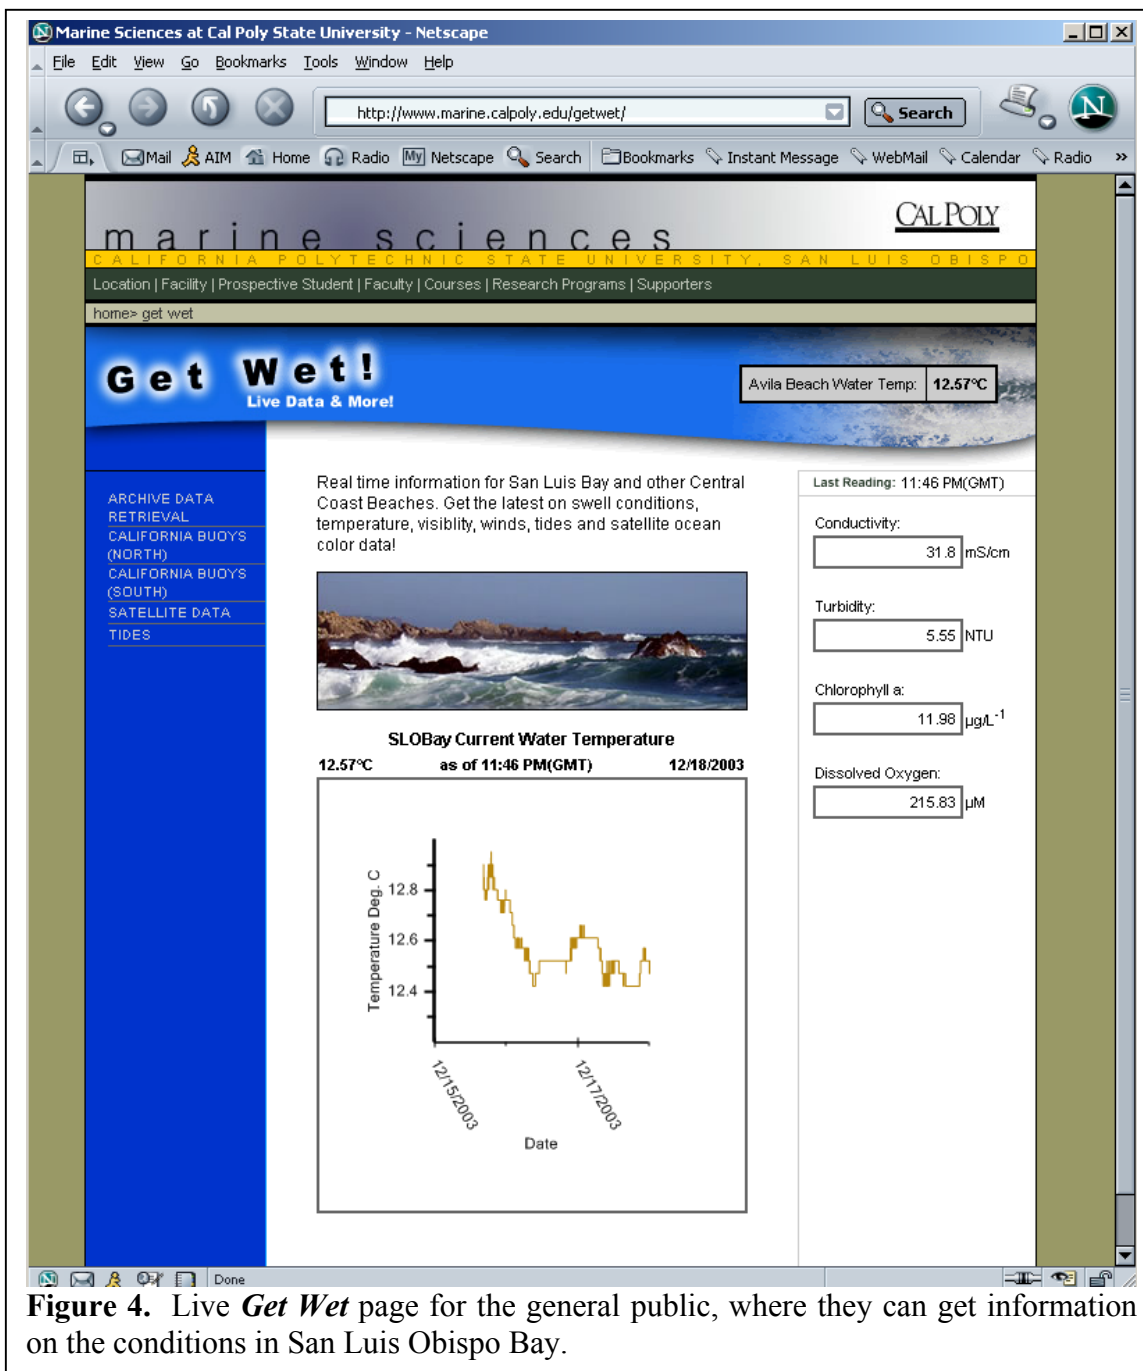 Marine Sciences at Cal Poly State University - Netscape
File Edit View Go Bookmarks Tools Window Help
http://www.marine.calpoly.edu/getwet/ Search N
Mail AIM Home Radio My Netscape Search Bookmarks Instant Message WebMail Calendar Radio »
marine sciences CAL POLY
CALIFORNIA POLYTECHNIC STATE UNIVERSITY, SAN LUIS OBISPO
Location | Facility | Prospective Student | Faculty | Courses | Research Programs | Supporters
home> get wet
Get Wet!
Live Data & More!
Avila Beach Water Temp: 12.57°C
ARCHIVE DATA
RETRIEVAL
CALIFORNIA BUOYS
(NORTH)
CALIFORNIA BUOYS
(SOUTH)
SATELLITE DATA
TIDES
Real time information for San Luis Bay and other Central
Coast Beaches. Get the latest on swell conditions,
temperature, visiblity, winds, tides and satellite ocean
color data!
SLOBay Current Water Temperature
12.57°C as of 11:46 PM(GMT) 12/18/2003
Temperature Deg. C
12.8
12.6
12.4
12/15/2003
12/17/2003
Date
Last Reading: 11:46 PM(GMT)
Conductivity:
31.8 mS/cm
Turbidity:
5.55 NTU
Chlorophyll a:
11.98 µg/L⁻¹
Dissolved Oxygen:
215.83 µM
Done
Figure 4. Live Get Wet page for the general public, where they can get information
on the conditions in San Luis Obispo Bay.